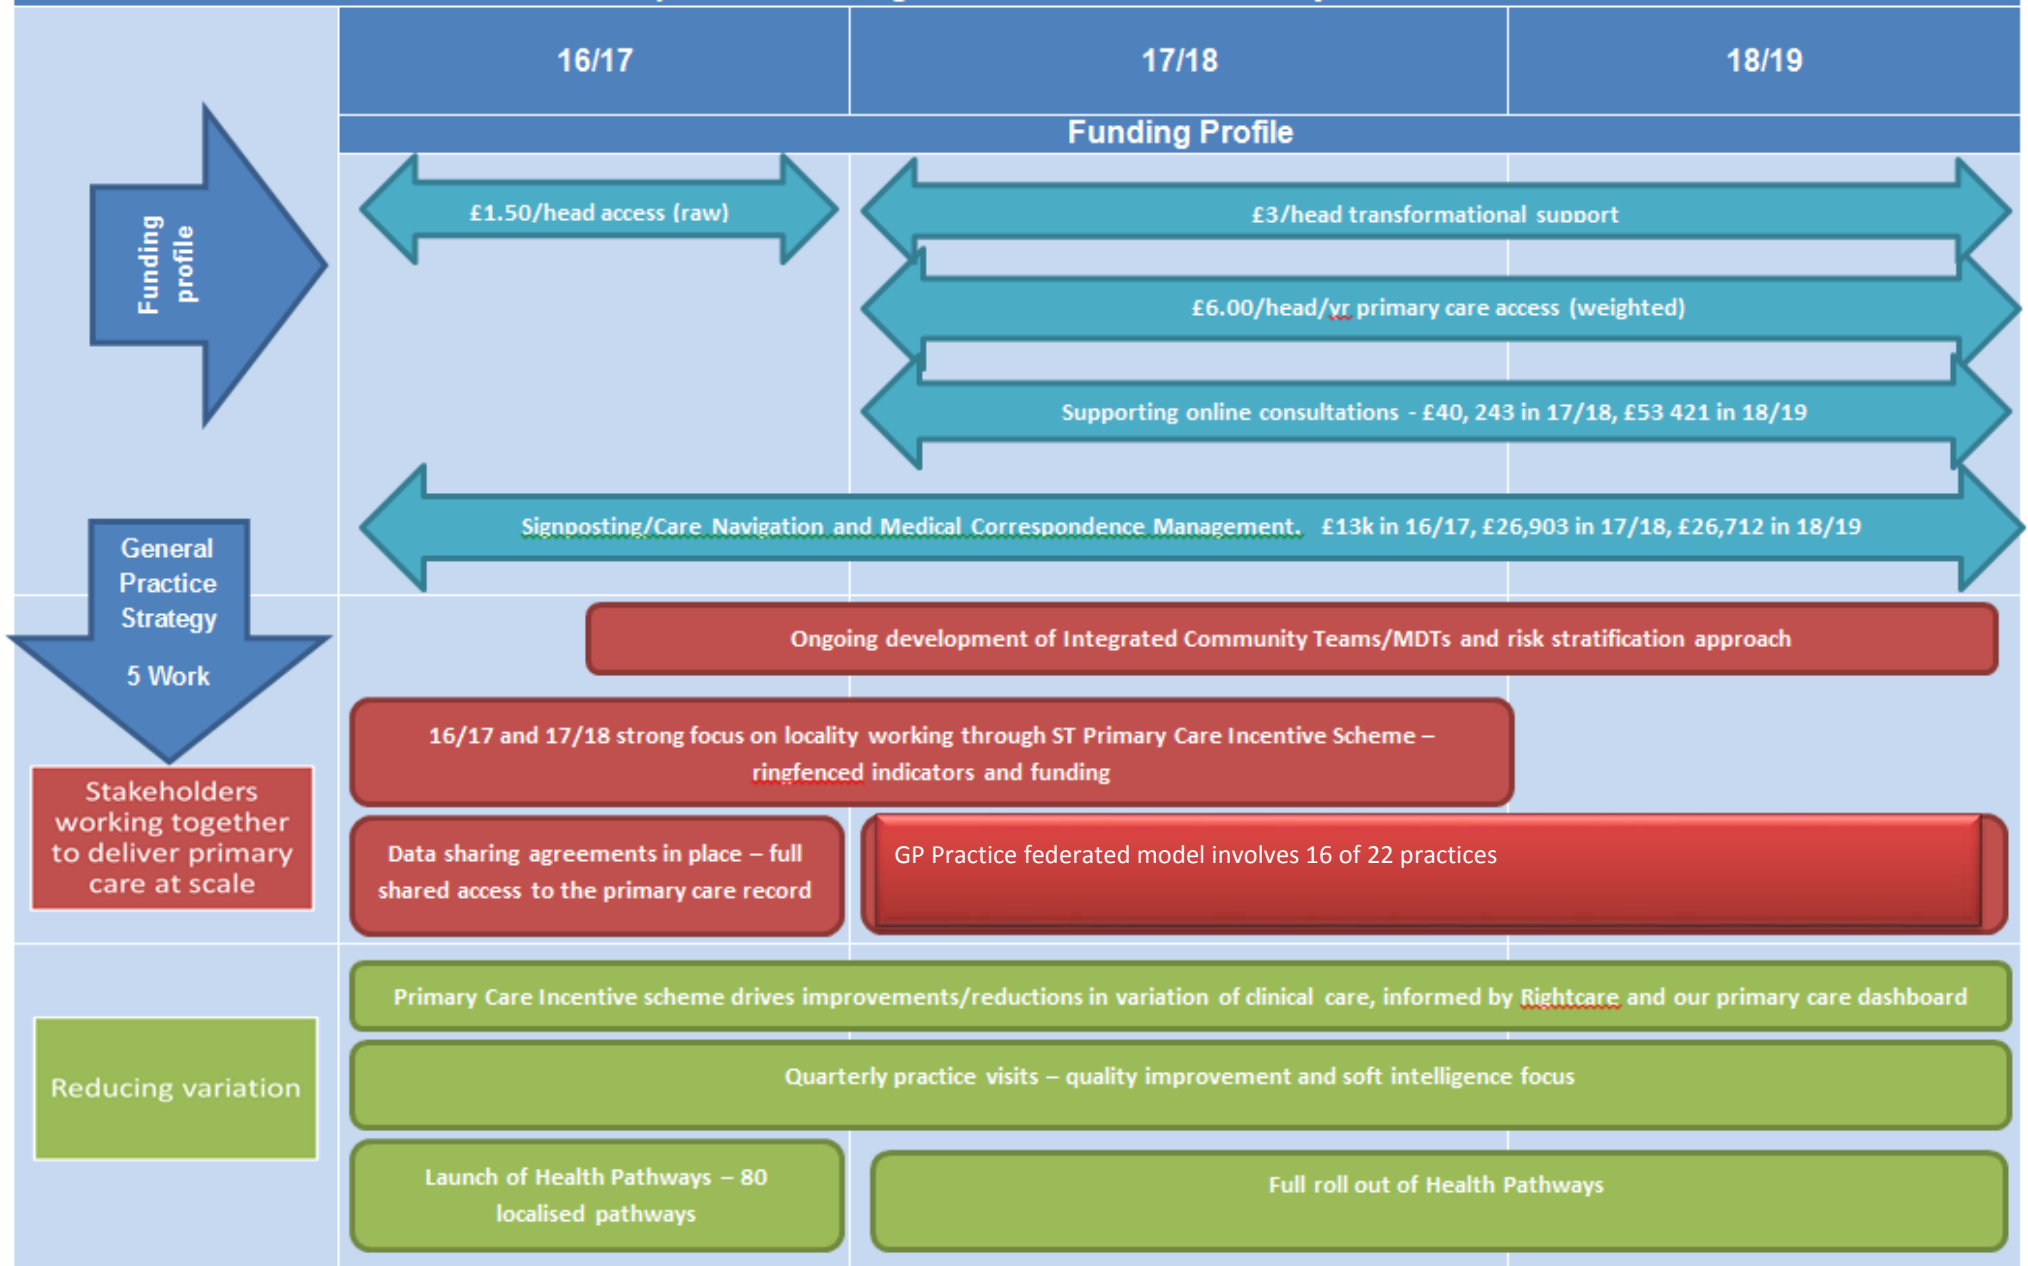 16/17
17/18
18/19
Funding Profile
Funding
profile
£1.50/head access (raw)
£3/head transformational support
£6.00/head/yr primary care access (weighted)
Supporting online consultations - £40, 243 in 17/18, £53 421 in 18/19
Signposting/Care Navigation and Medical Correspondence Management. £13k in 16/17, £26,903 in 17/18, £26,712 in 18/19
General
Practice
Strategy
5 Work
Ongoing development of Integrated Community Teams/MDTs and risk stratification approach
16/17 and 17/18 strong focus on locality working through ST Primary Care Incentive Scheme –
ringfenced indicators and funding
Stakeholders
working together
to deliver primary
care at scale
Data sharing agreements in place – full
shared access to the primary care record
GP Practice federated model involves 16 of 22 practices
Primary Care Incentive scheme drives improvements/reductions in variation of clinical care, informed by Rightcare and our primary care dashboard
Reducing variation
Quarterly practice visits – quality improvement and soft intelligence focus
Launch of Health Pathways – 80
localised pathways
Full roll out of Health Pathways